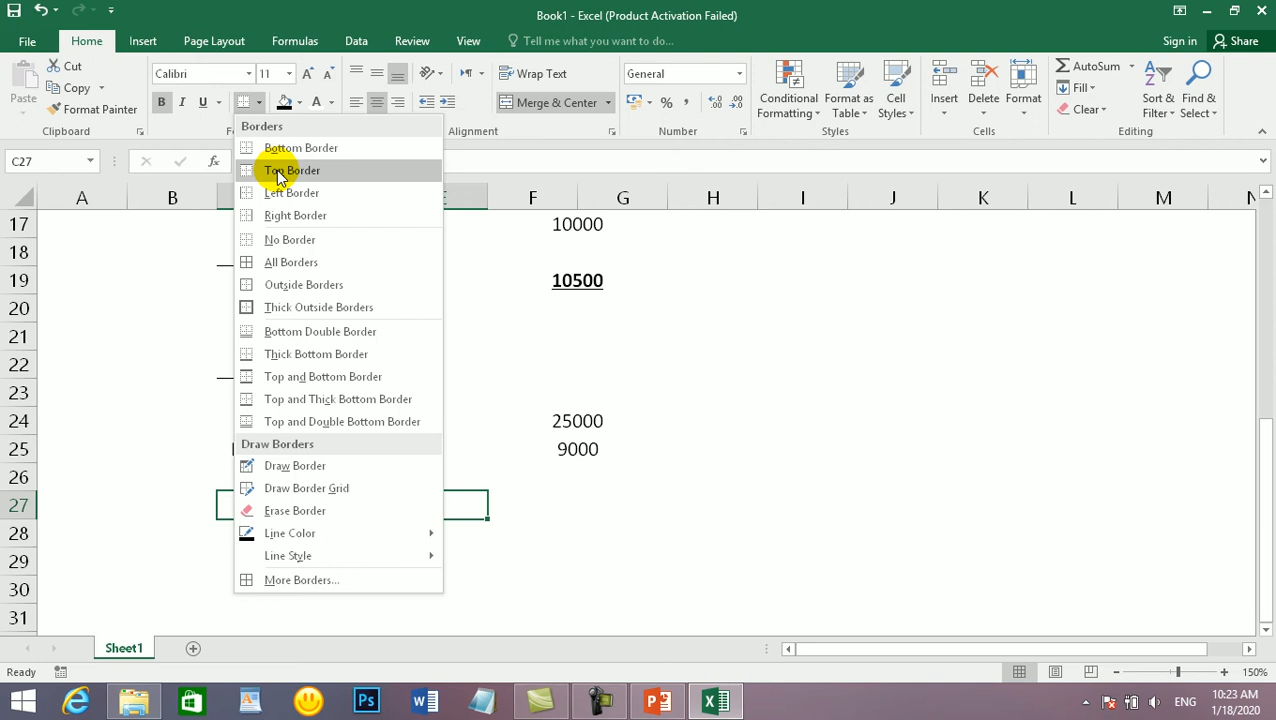 Book1 - Excel (Product Activation Failed)
File Home Insert Page Layout Formulas Data Review View Tell me what you want to do... Sign in Share
Cut
Copy
Format Painter
Paste
Clipboard
Calibri 11
B I U A
Wrap Text
Merge & Center
Alignment
General
% ,
Number
Conditional Formatting
Format as Table
Cell Styles
Styles
Insert Delete Format
Cells
AutoSum
Fill
Clear
Sort & Filter
Find & Select
Editing
C27 fx
Borders
Bottom Border
Top Border
Left Border
Right Border
No Border
All Borders
Outside Borders
Thick Outside Borders
Bottom Double Border
Thick Bottom Border
Top and Bottom Border
Top and Thick Bottom Border
Top and Double Bottom Border
Draw Borders
Draw Border
Draw Border Grid
Erase Border
Line Color
Line Style
More Borders...
A B E F G H I J K L M N
17 10000
18
19 10500
20
21
22
23
24 25000
25 9000
26
27
28
29
30
31
Sheet1
Ready 150%
ENG 10:23 AM
1/18/2020